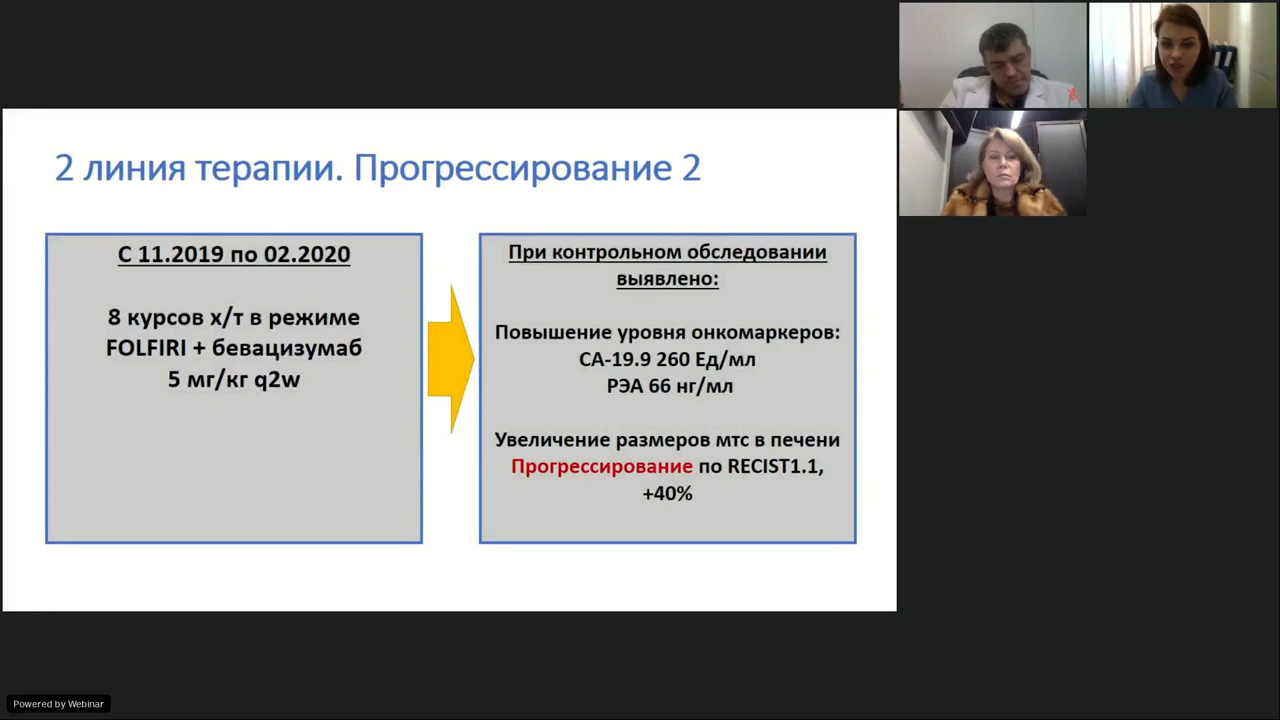 2 линия терапии. Прогрессирование 2
С 11.2019 по 02.2020
8 курсов х/т в режиме
FOLFIRI + бевацизумаб
5 мг/кг q2w
При контрольном обследовании
выявлено:
Повышение уровня онкомаркеров:
СА-19.9 260 Ед/мл
РЭА 66 нг/мл
Увеличение размеров мтс в печени
Прогрессирование по RECIST1.1,
+40%
Powered by Webinar